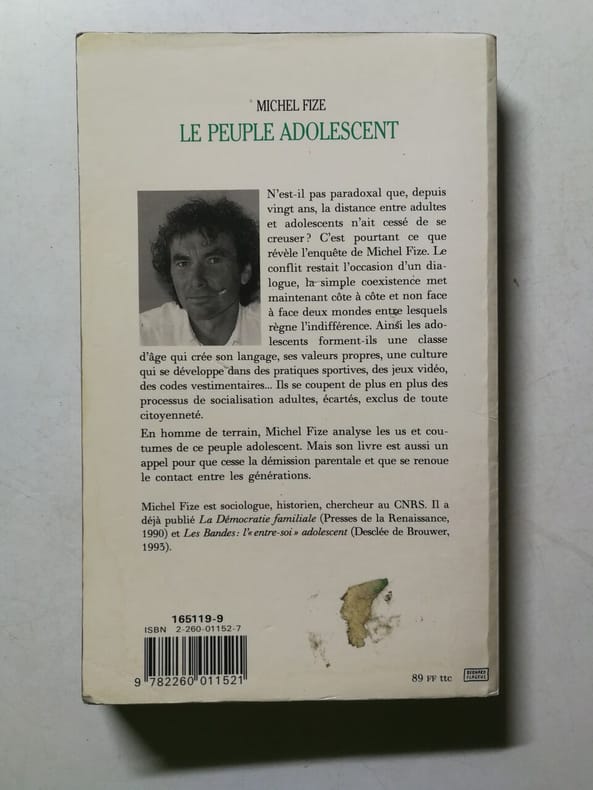 MICHEL FIZE
LE PEUPLE ADOLESCENT
N'est-il pas paradoxal que, depuis
vingt ans, la distance entre adultes
et adolescents n'ait cessé de se
creuser ? C'est pourtant ce que
révèle l'enquête de Michel Fize. Le
conflit restait l'occasion d'un dia-
logue, la simple coexistence met
maintenant côte à côte et non face
à face deux mondes entre lesquels
règne l'indifférence. Ainsi les ado-
lescents forment-ils une classe
d'âge qui crée son langage, ses valeurs propres, une culture
qui se développe dans des pratiques sportives, des jeux vidéo,
des codes vestimentaires... Ils se coupent de plus en plus des
processus de socialisation adultes, écartés, exclus de toute
citoyenneté.
En homme de terrain, Michel Fize analyse les us et cou-
tumes de ce peuple adolescent. Mais son livre est aussi un
appel pour que cesse la démission parentale et que se renoue
le contact entre les générations.
Michel Fize est sociologue, historien, chercheur au CNRS. Il a
déjà publié La Démocratie familiale (Presses de la Renaissance,
1990) et Les Bandes : l'« entre-soi » adolescent (Desclée de Brouwer,
1993).
165119-9
ISBN 2-260-01152-7
9 782260 011521
89 FF ttc